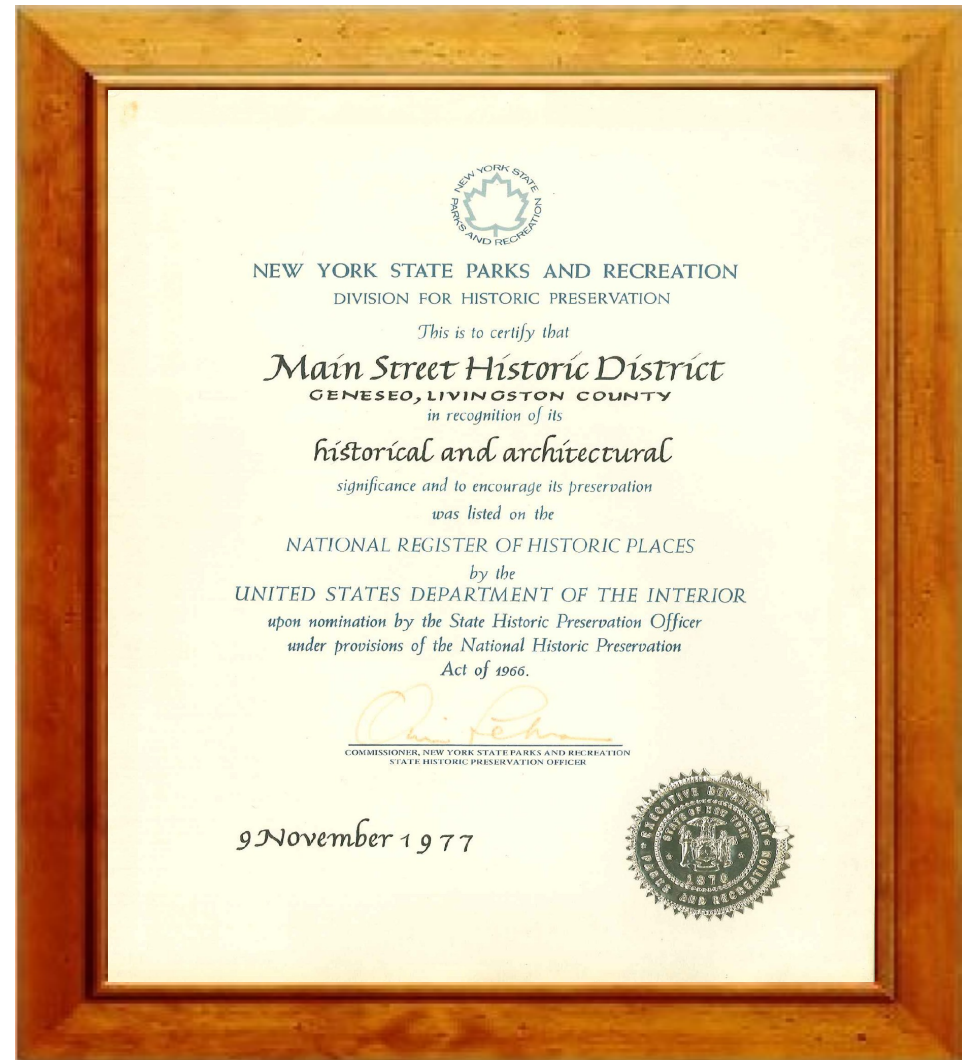 NEW YORK STATE
PARKS AND RECREATION
NEW YORK STATE PARKS AND RECREATION
DIVISION FOR HISTORIC PRESERVATION
This is to certify that
Main Street Historic District
GENESEO, LIVINGSTON COUNTY
in recognition of its
historical and architectural
significance and to encourage its preservation
was listed on the
NATIONAL REGISTER OF HISTORIC PLACES
by the
UNITED STATES DEPARTMENT OF THE INTERIOR
upon nomination by the State Historic Preservation Officer
under provisions of the National Historic Preservation
Act of 1966.
COMMISSIONER, NEW YORK STATE PARKS AND RECREATION
STATE HISTORIC PRESERVATION OFFICER
9 November 1977
EXECUTIVE DEPARTMENT
STATE OF NEW YORK
1970
PARKS AND RECREATION